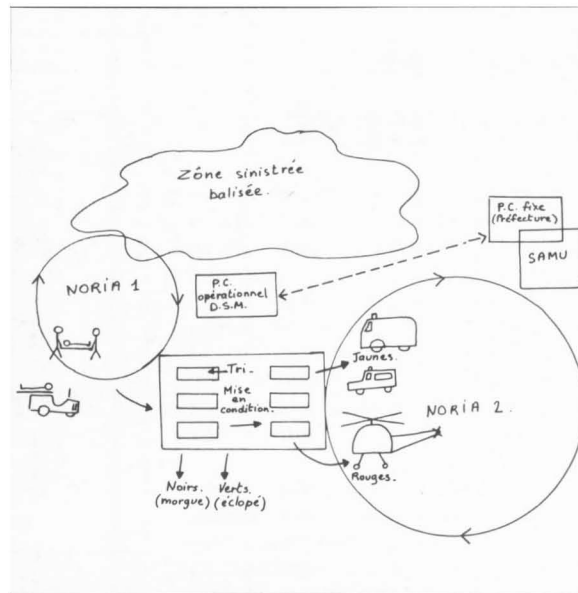 Zône sinistrée
balisée.
P.C. fixe
(Préfecture)
SAMU
NORIA 1
P.C.
opérationnel
D.S.M.
Tri.
Mise
en
condition.
Jaunes.
NORIA 2.
Rouges.
Noirs. Verts.
(morgue) (éclopé)